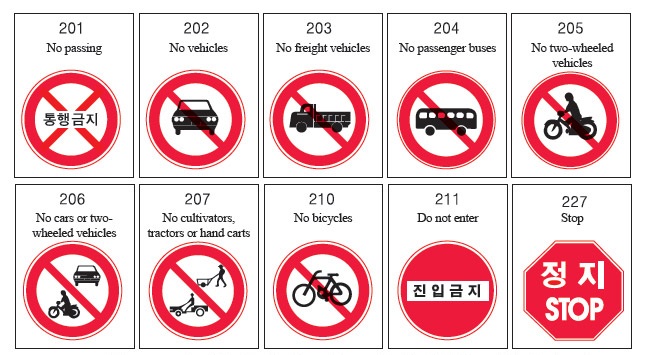 201
No passing
통행금지
202
No vehicles
203
No freight vehicles
204
No passenger buses
205
No two-wheeled
vehicles
206
No cars or two-
wheeled vehicles
207
No cultivators,
tractors or hand carts
210
No bicycles
211
Do not enter
진입금지
227
Stop
정지
STOP